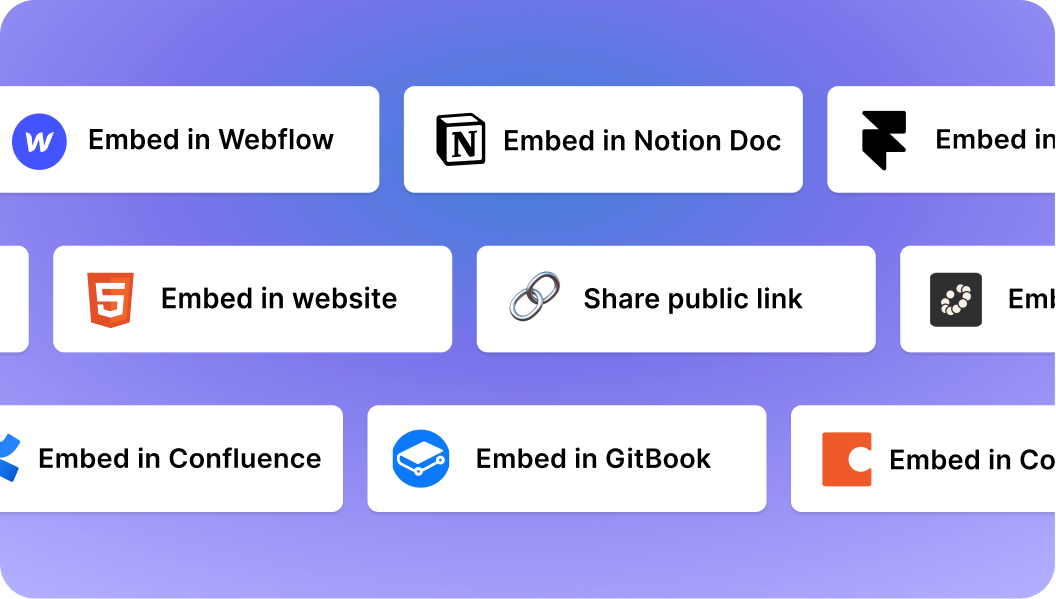 Embed in Webflow
Embed in Notion Doc
Embed in
Embed in website
Share public link
Emb
Embed in Confluence
Embed in GitBook
Embed in Co